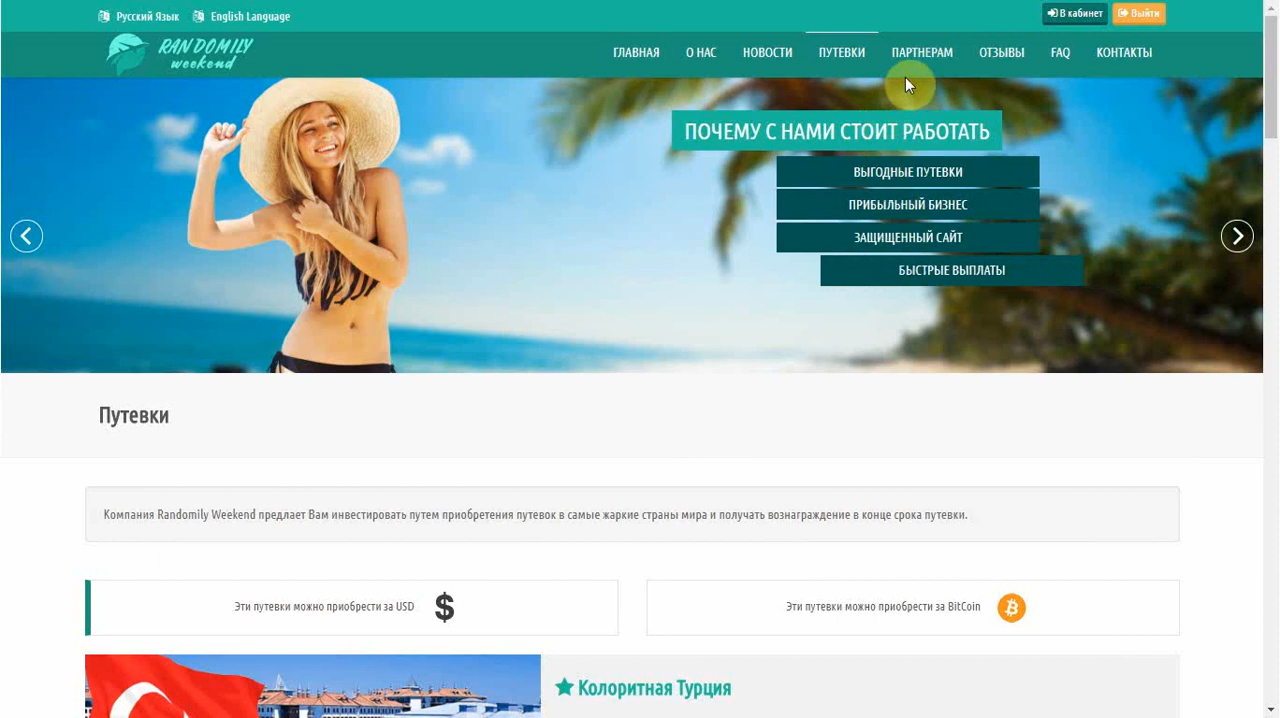 Русский Язык English Language
В кабинет Выйти
RANDOMILY
weekend
ГЛАВНАЯ О НАС НОВОСТИ ПУТЕВКИ ПАРТНЕРАМ ОТЗЫВЫ FAQ КОНТАКТЫ
ПОЧЕМУ С НАМИ СТОИТ РАБОТАТЬ
ВЫГОДНЫЕ ПУТЕВКИ
ПРИБЫЛЬНЫЙ БИЗНЕС
ЗАЩИЩЕННЫЙ САЙТ
БЫСТРЫЕ ВЫПЛАТЫ
Путевки
Компания Randomily Weekend предлает Вам инвестировать путем приобретения путевок в самые жаркие страны мира и получать вознаграждение в конце срока путевки.
Эти путевки можно приобрести за USD $
Эти путевки можно приобрести за BitCoin
Колоритная Турция